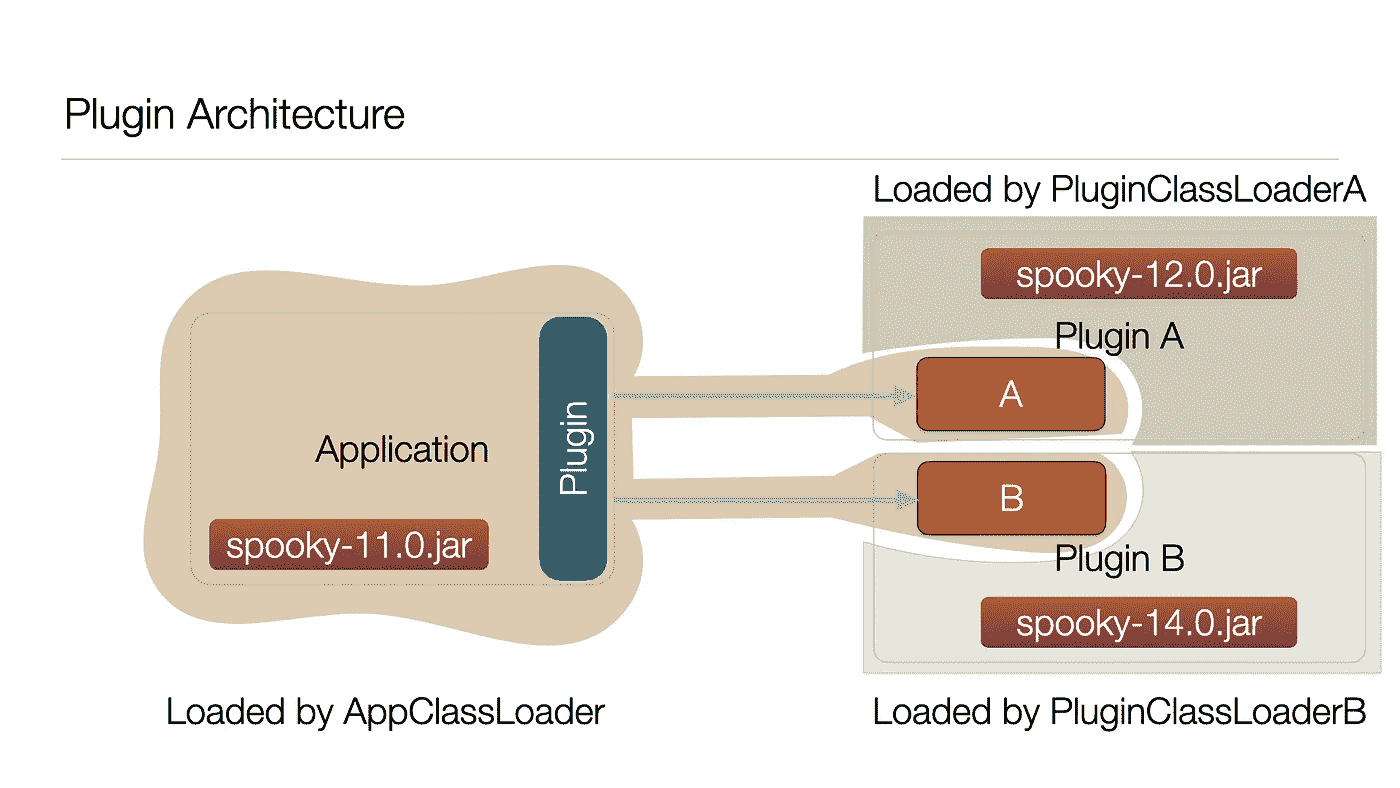 Plugin Architecture
Loaded by PluginClassLoaderA
spooky-12.0.jar
Plugin A
A
Plugin
Application
B
spooky-11.0.jar
Plugin B
spooky-14.0.jar
Loaded by AppClassLoader
Loaded by PluginClassLoaderB